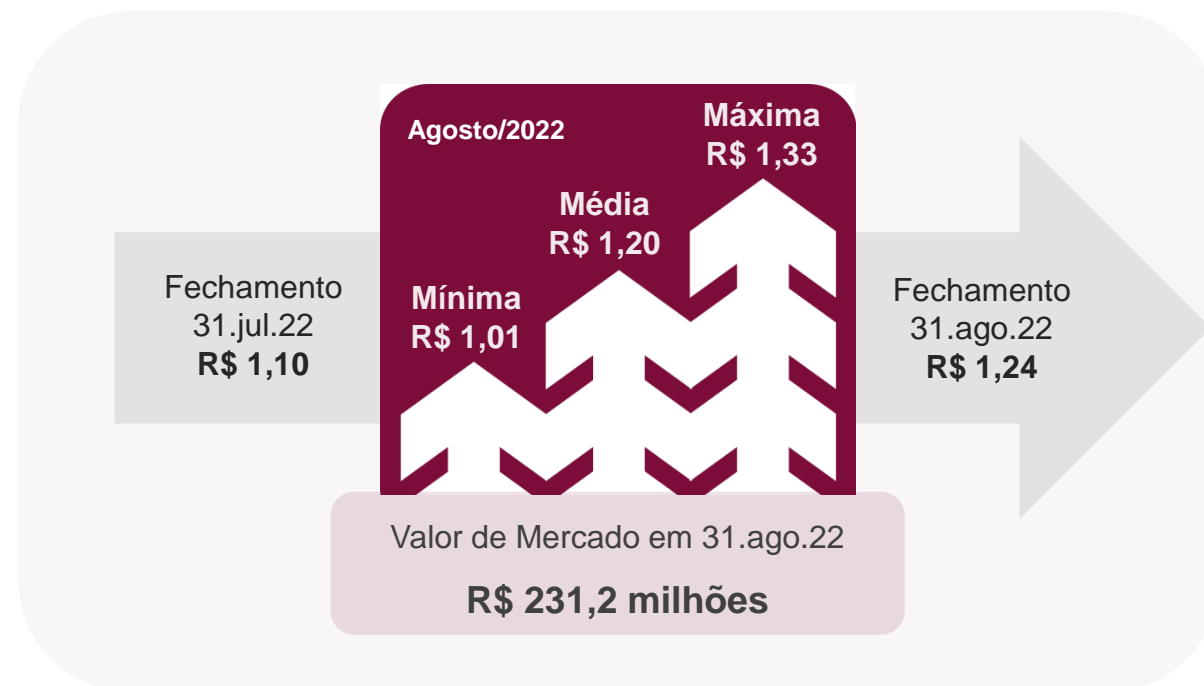 Agosto/2022
Máxima
R$ 1,33
Média
R$ 1,20
Mínima
R$ 1,01
Fechamento
31.jul.22
R$ 1,10
Fechamento
31.ago.22
R$ 1,24
Valor de Mercado em 31.ago.22
R$ 231,2 milhões